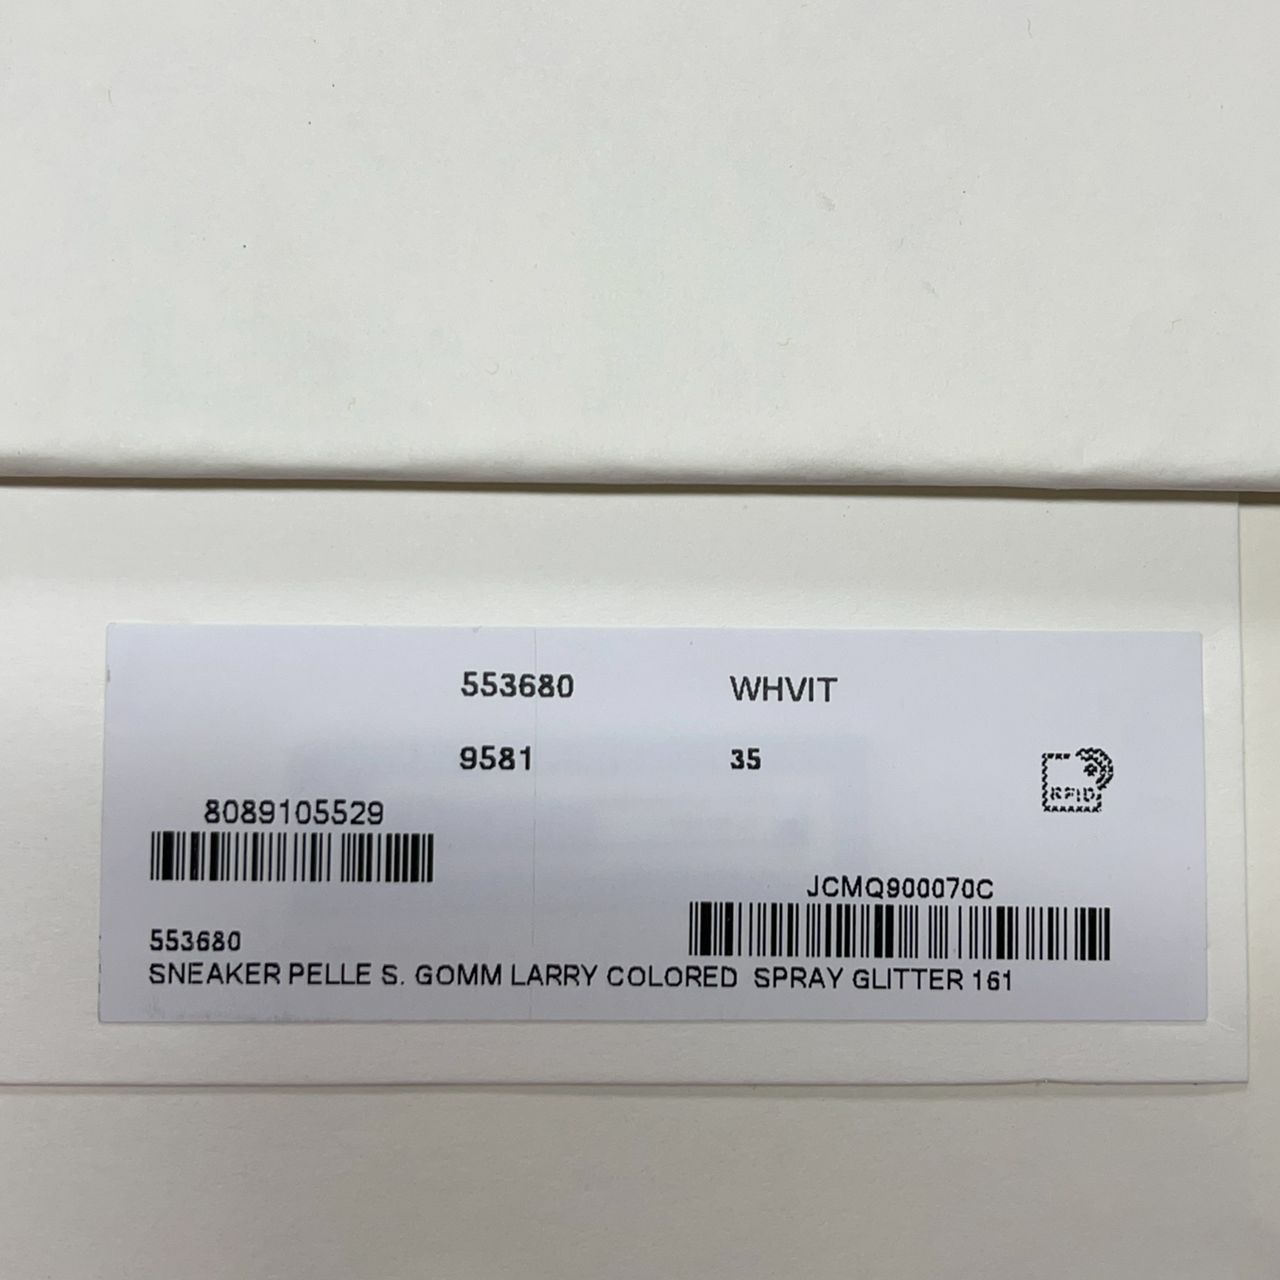 553680 WHVIT
9581 35
RFID
8089105529
JCMQ900070C
553680
SNEAKER PELLE S. GOMM LARRY COLORED SPRAY GLITTER 161